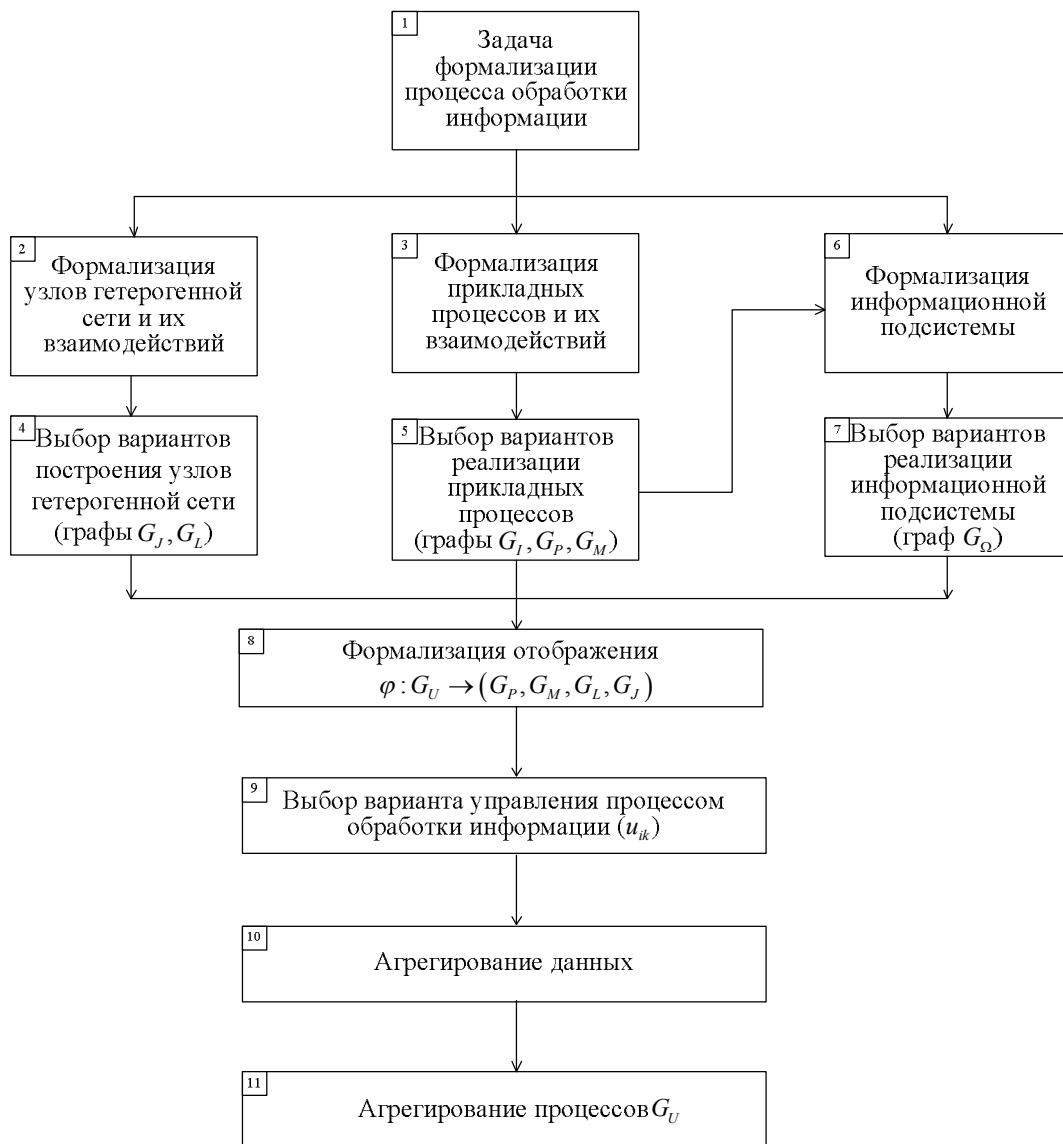 1
Задача
формализации
процесса обработки
информации
2
Формализация
узлов гетерогенной
сети и их
взаимодействий
3
Формализация
прикладных
процессов и их
взаимодействий
6
Формализация
информационной
подсистемы
4
Выбор вариантов
построения узлов
гетерогенной сети
(графы G_J, G_L)
5
Выбор вариантов
реализации
прикладных
процессов
(графы G_I, G_P, G_M)
7
Выбор вариантов
реализации
информационной
подсистемы
(граф G_Ω)
8
Формализация отображения
φ : G_U → (G_P, G_M, G_L, G_J)
9
Выбор варианта управления процессом
обработки информации (u_ik)
10
Агрегирование данных
11
Агрегирование процессов G_U